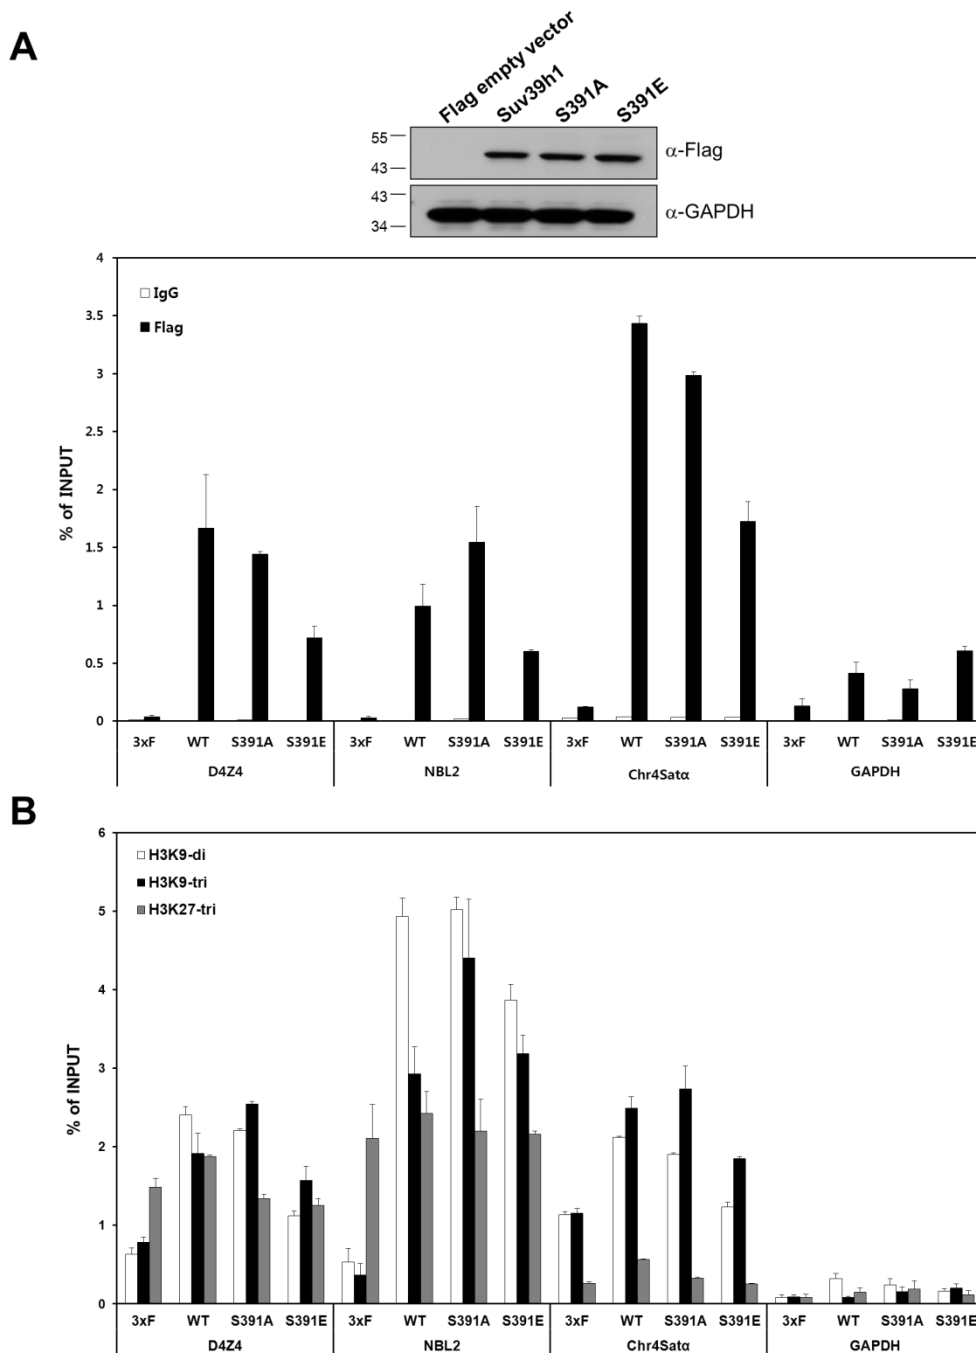 A
Flag empty vector
Suv39h1
S391A
S391E
55
43
α-Flag
43
34
α-GAPDH
4
3.5
3
2.5
2
1.5
1
0.5
0
% of INPUT
IgG
Flag
3xF WT S391A S391E 3xF WT S391A S391E 3xF WT S391A S391E 3xF WT S391A S391E
D4Z4 NBL2 Chr4Satα GAPDH
B
6
5
4
3
2
1
0
% of INPUT
H3K9-di
H3K9-tri
H3K27-tri
3xF WT S391A S391E 3xF WT S391A S391E 3xF WT S391A S391E 3xF WT S391A S391E
D4Z4 NBL2 Chr4Satα GAPDH